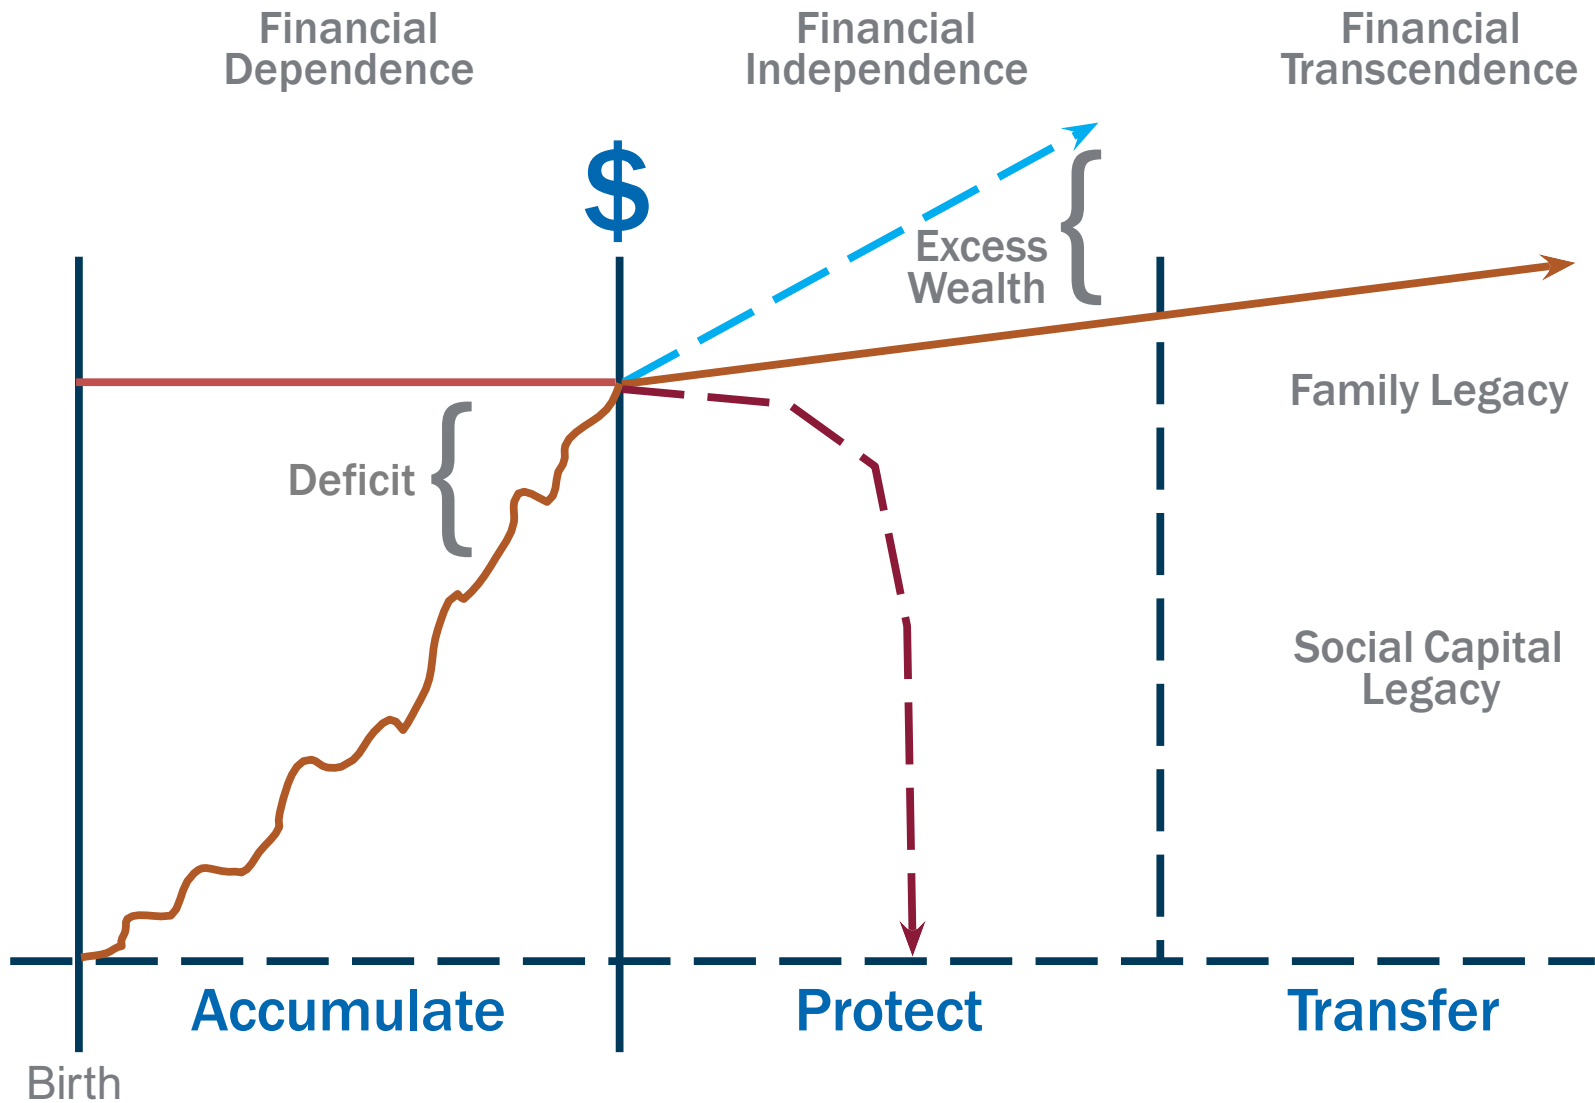 Financial
Dependence
Financial
Independence
Financial
Transcendence
$
Excess
Wealth
{
Family Legacy
Deficit {
Social Capital
Legacy
Accumulate
Protect
Transfer
Birth